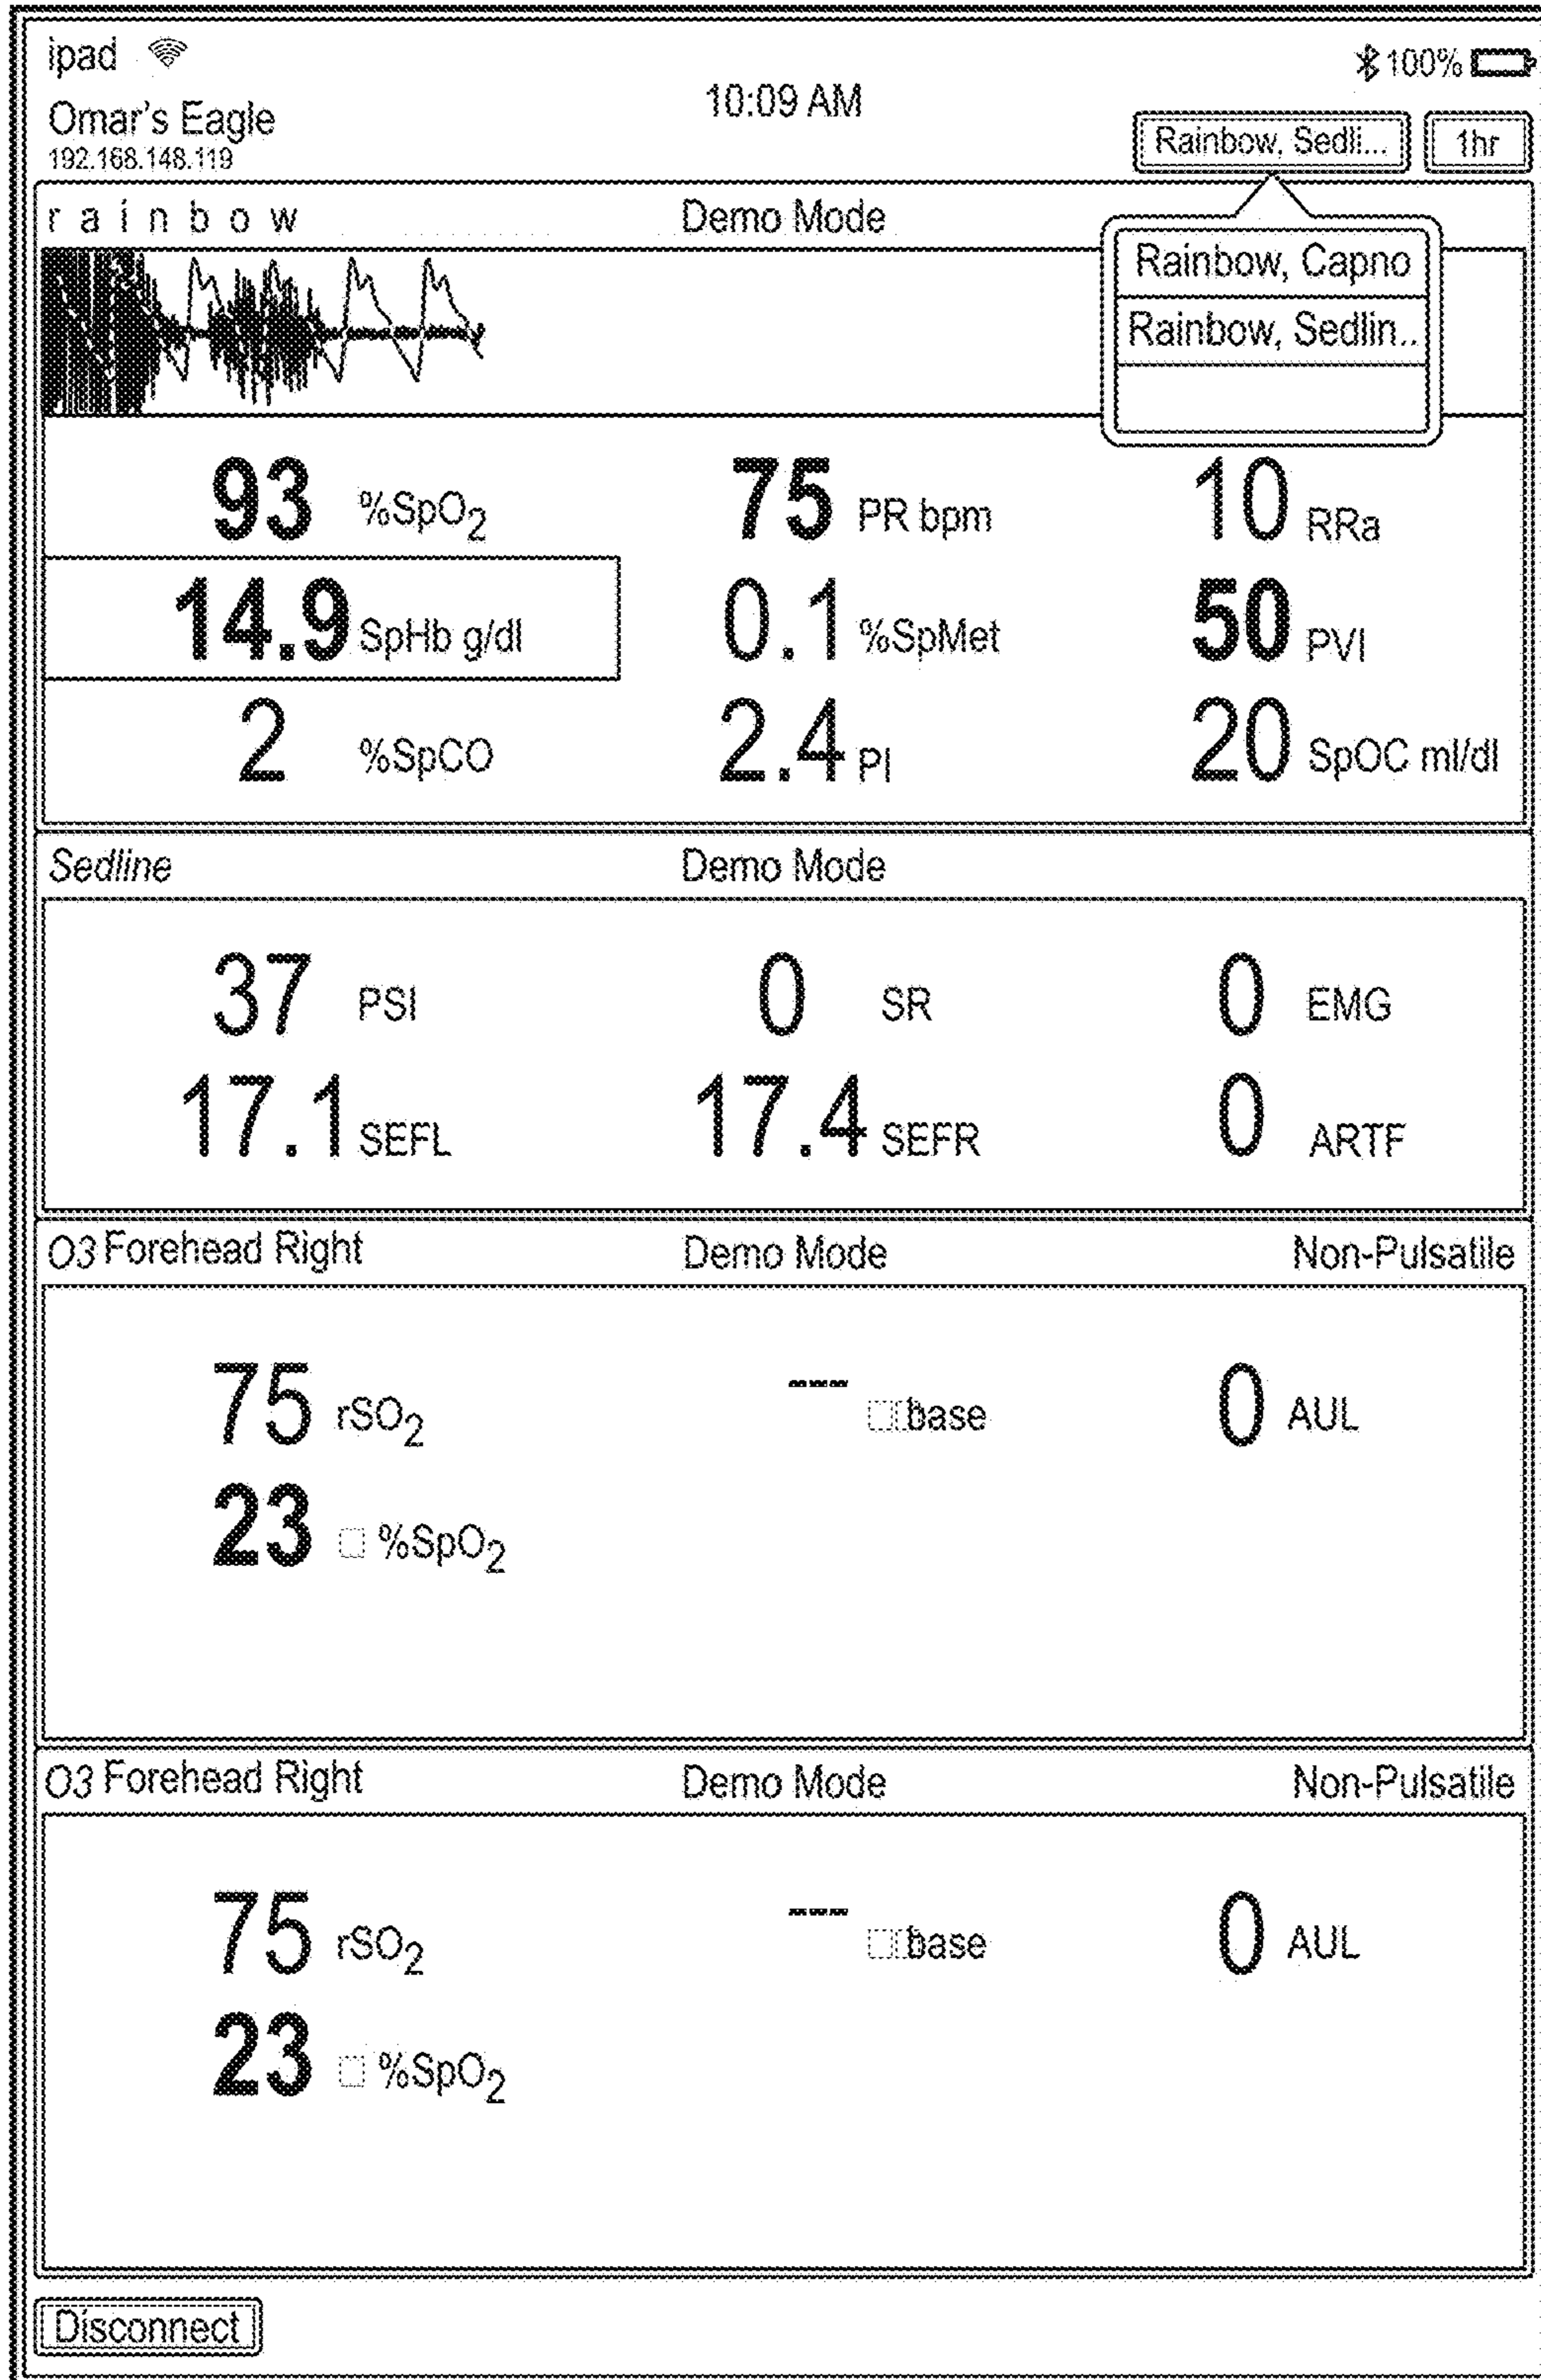 ipad
100%
10:09 AM
Omar's Eagle
192.168.148.119
Rainbow, Sedli... 1hr
rainbow Demo Mode
Rainbow, Capno
Rainbow, Sedlin..
93 %SpO2 75 PR bpm 10 RRa
14.9 SpHb g/dl 0.1 %SpMet 50 PVI
2 %SpCO 2.4 PI 20 SpOC ml/dl
Sedline Demo Mode
37 PSI 0 SR 0 EMG
17.1 SEFL 17.4 SEFR 0 ARTF
O3 Forehead Right Demo Mode Non-Pulsatile
75 rSO2 --- □□base 0 AUL
23 □ %SpO2
O3 Forehead Right Demo Mode Non-Pulsatile
75 rSO2 --- □□base 0 AUL
23 □ %SpO2
Disconnect